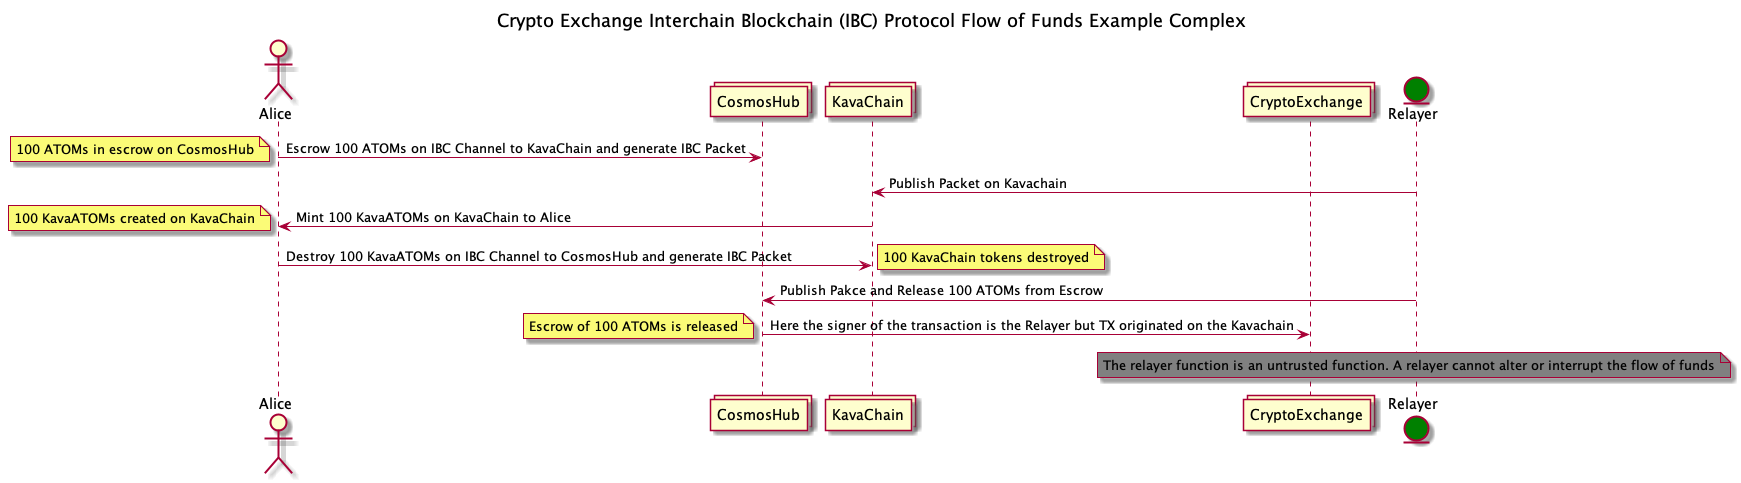 Crypto Exchange Interchain Blockchain (IBC) Protocol Flow of Funds Example Complex
Alice
CosmosHub
KavaChain
CryptoExchange
Relayer
100 ATOMs in escrow on CosmosHub
Escrow 100 ATOMs on IBC Channel to KavaChain and generate IBC Packet
Publish Packet on Kavachain
100 KavaATOMs created on KavaChain
Mint 100 KavaATOMs on KavaChain to Alice
Destroy 100 KavaATOMs on IBC Channel to CosmosHub and generate IBC Packet
100 KavaChain tokens destroyed
Publish Pakce and Release 100 ATOMs from Escrow
Escrow of 100 ATOMs is released
Here the signer of the transaction is the Relayer but TX originated on the Kavachain
The relayer function is an untrusted function. A relayer cannot alter or interrupt the flow of funds
Alice
CosmosHub
KavaChain
CryptoExchange
Relayer